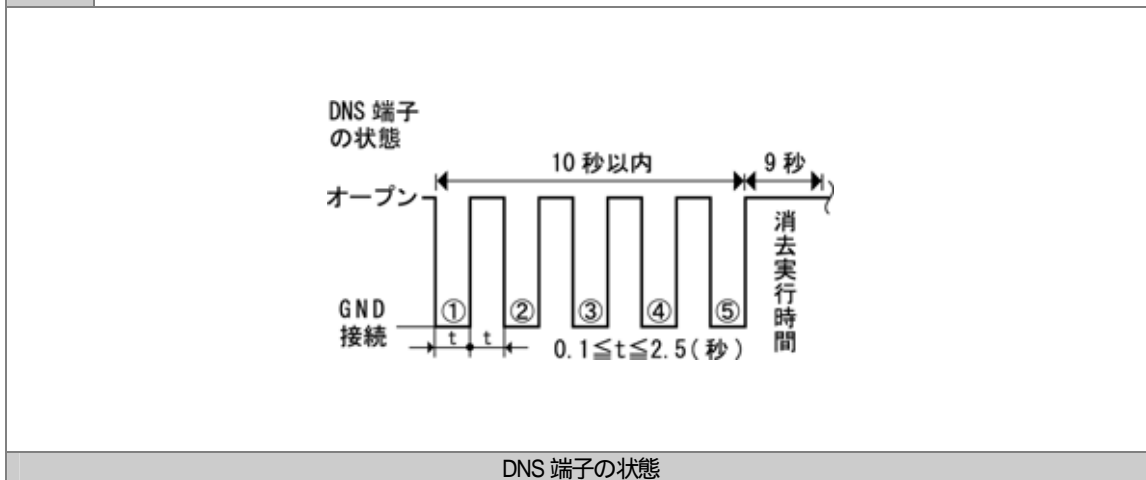 DNS 端子
の状態
10 秒以内
9 秒
オープン
消去実行時間
GND
接続
① ② ③ ④ ⑤
t t
0.1≦t≦2.5(秒)
DNS 端子の状態